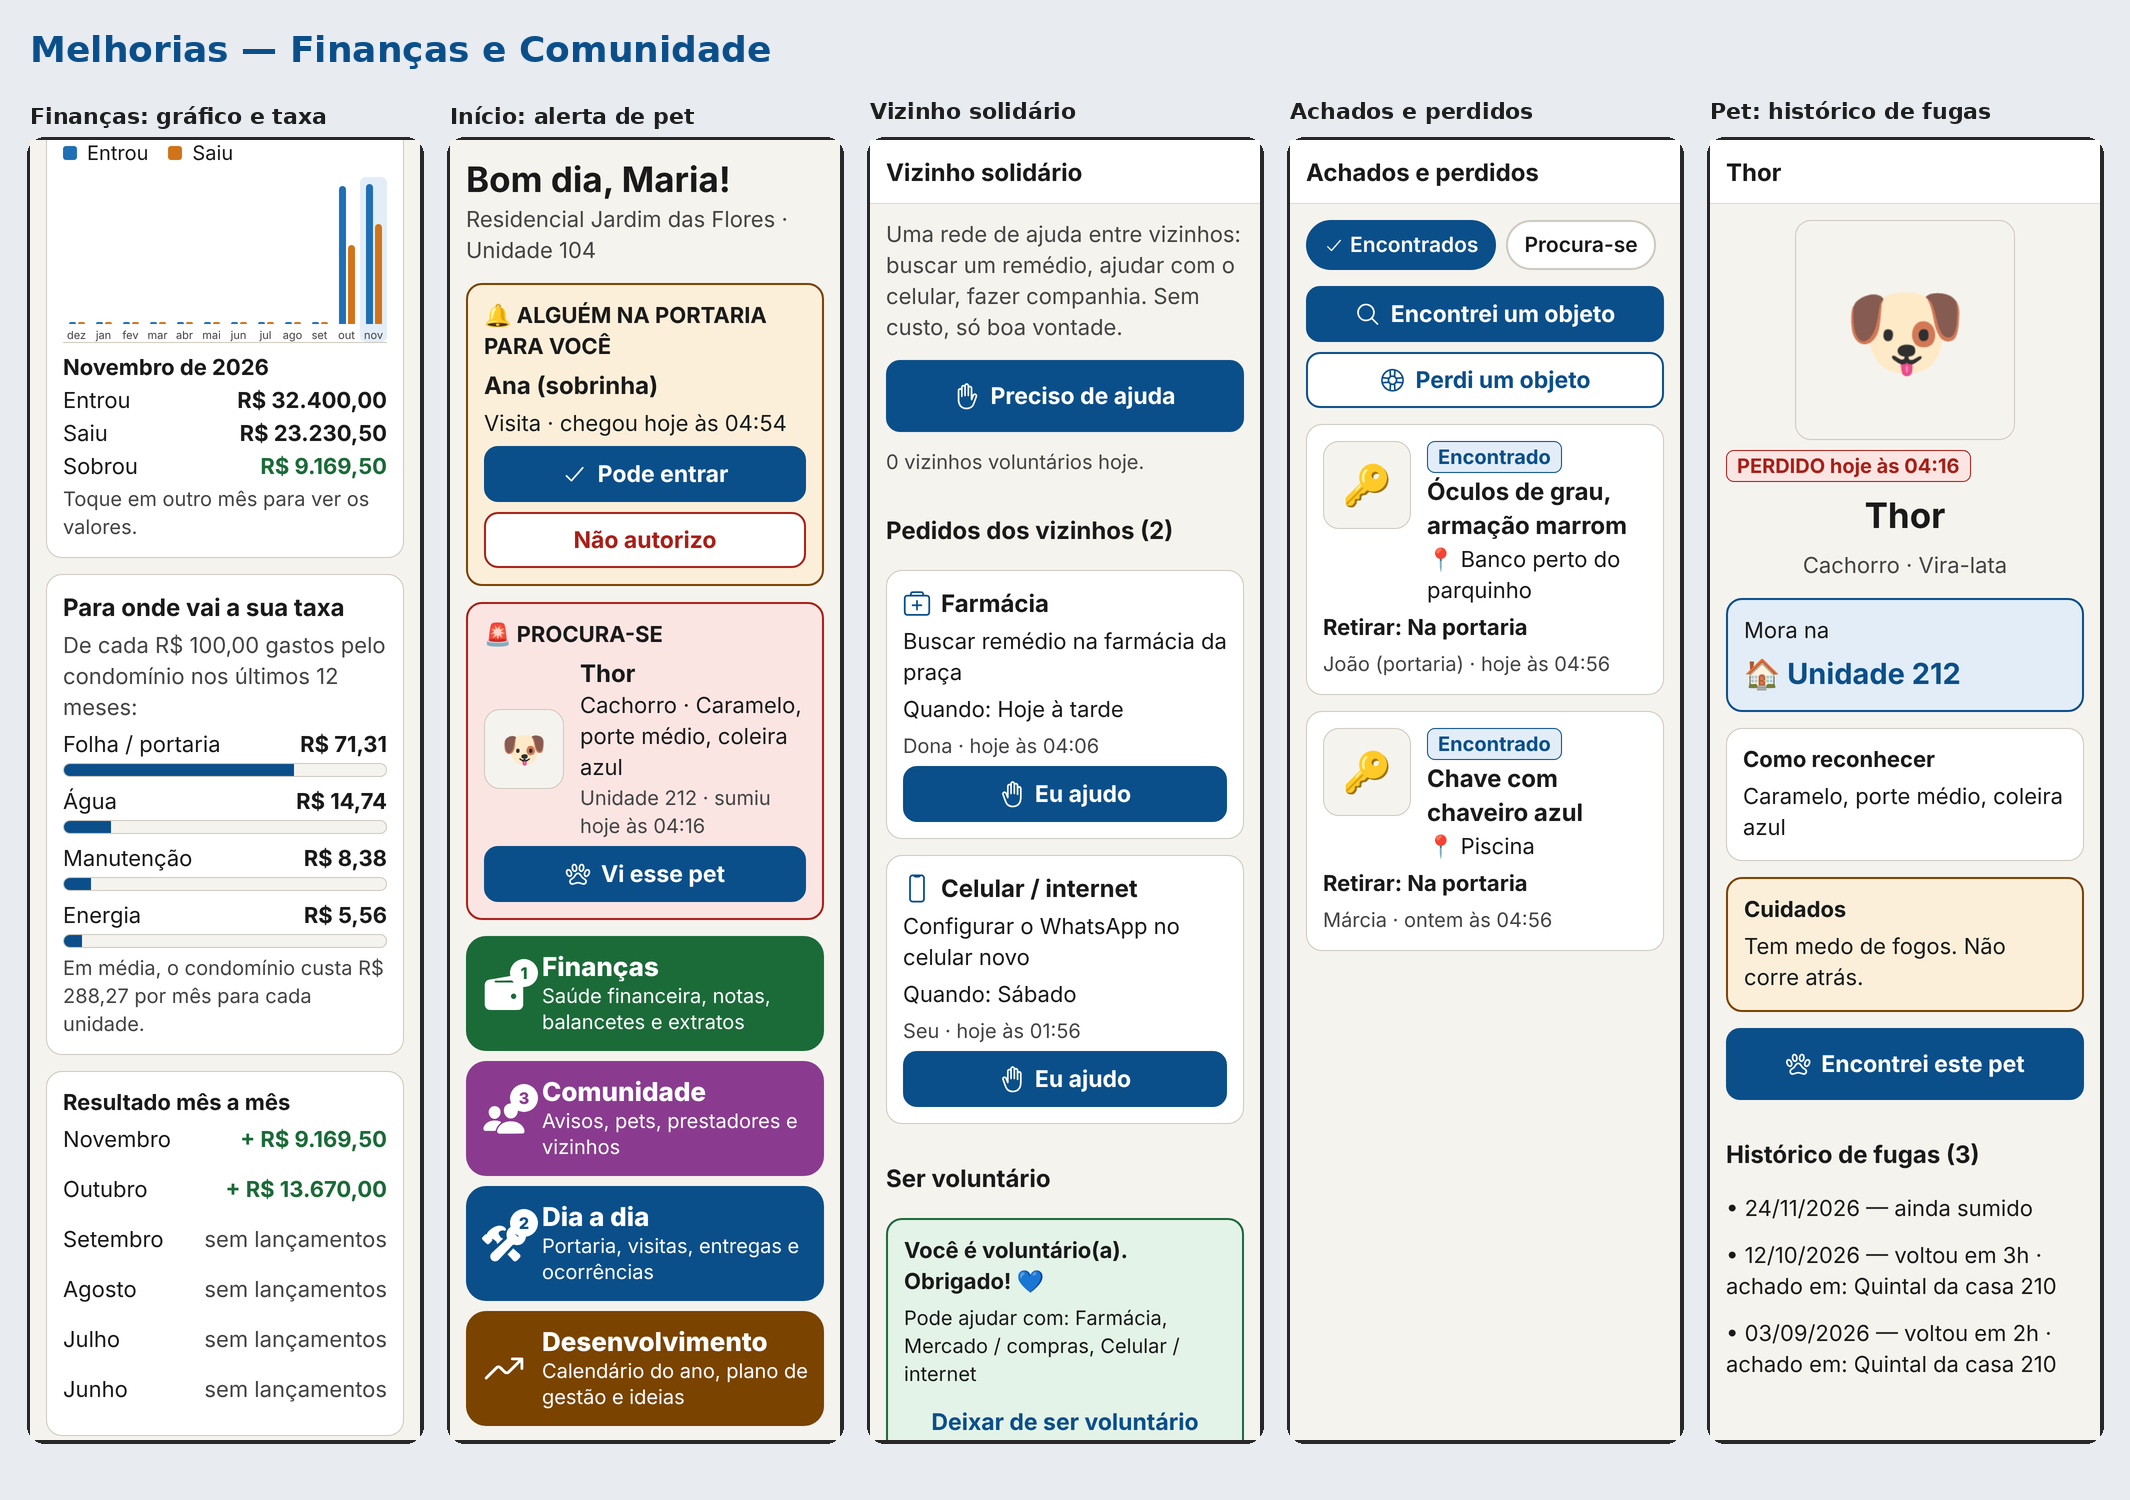 Melhorias — Finanças e Comunidade
Finanças: gráfico e taxa
Entrou Saiu
dez jan fev mar abr mai jun jul ago set out nov
Novembro de 2026
Entrou R$ 32.400,00
Saiu R$ 23.230,50
Sobrou R$ 9.169,50
Toque em outro mês para ver os
valores.
Para onde vai a sua taxa
De cada R$ 100,00 gastos pelo
condomínio nos últimos 12
meses:
Folha / portaria R$ 71,31
Água R$ 14,74
Manutenção R$ 8,38
Energia R$ 5,56
Em média, o condomínio custa R$
288,27 por mês para cada
unidade.
Resultado mês a mês
Novembro + R$ 9.169,50
Outubro + R$ 13.670,00
Setembro sem lançamentos
Agosto sem lançamentos
Julho sem lançamentos
Junho sem lançamentos
Início: alerta de pet
Bom dia, Maria!
Residencial Jardim das Flores ·
Unidade 104
ALGUÉM NA PORTARIA
PARA VOCÊ
Ana (sobrinha)
Visita · chegou hoje às 04:54
Pode entrar
Não autorizo
PROCURA-SE
Thor
Cachorro · Caramelo,
porte médio, coleira
azul
Unidade 212 · sumiu
hoje às 04:16
Vi esse pet
1 Finanças
Saúde financeira, notas,
balancetes e extratos
3 Comunidade
Avisos, pets, prestadores e
vizinhos
2 Dia a dia
Portaria, visitas, entregas e
ocorrências
Desenvolvimento
Calendário do ano, plano de
gestão e ideias
Vizinho solidário
Vizinho solidário
Uma rede de ajuda entre vizinhos:
buscar um remédio, ajudar com o
celular, fazer companhia. Sem
custo, só boa vontade.
Preciso de ajuda
0 vizinhos voluntários hoje.
Pedidos dos vizinhos (2)
Farmácia
Buscar remédio na farmácia da
praça
Quando: Hoje à tarde
Dona · hoje às 04:06
Eu ajudo
Celular / internet
Configurar o WhatsApp no
celular novo
Quando: Sábado
Seu · hoje às 01:56
Eu ajudo
Ser voluntário
Você é voluntário(a).
Obrigado! 💙
Pode ajudar com: Farmácia,
Mercado / compras, Celular /
internet
Deixar de ser voluntário
Achados e perdidos
Achados e perdidos
Encontrados Procura-se
Encontrei um objeto
Perdi um objeto
Encontrado
Óculos de grau,
armação marrom
Banco perto do
parquinho
Retirar: Na portaria
João (portaria) · hoje às 04:56
Encontrado
Chave com
chaveiro azul
Piscina
Retirar: Na portaria
Márcia · ontem às 04:56
Pet: histórico de fugas
Thor
PERDIDO hoje às 04:16
Thor
Cachorro · Vira-lata
Mora na
Unidade 212
Como reconhecer
Caramelo, porte médio, coleira
azul
Cuidados
Tem medo de fogos. Não
corre atrás.
Encontrei este pet
Histórico de fugas (3)
• 24/11/2026 — ainda sumido
• 12/10/2026 — voltou em 3h ·
achado em: Quintal da casa 210
• 03/09/2026 — voltou em 2h ·
achado em: Quintal da casa 210